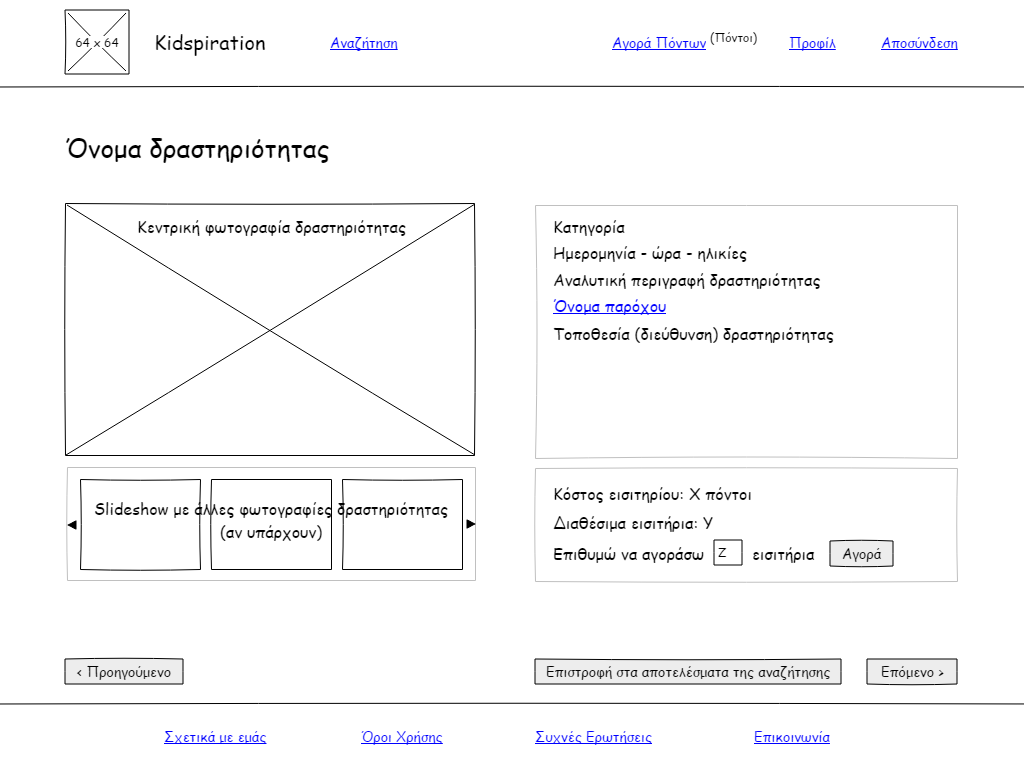 64 x 64
Kidspiration
Αναζήτηση
Αγορά Πόντων (Πόντοι)
Προφίλ
Αποσύνδεση
Όνομα δραστηριότητας
Κεντρική φωτογραφία δραστηριότητας
Κατηγορία
Ημερομηνία - ώρα - ηλικίες
Αναλυτική περιγραφή δραστηριότητας
Όνομα παρόχου
Τοποθεσία (διεύθυνση) δραστηριότητας
Slideshow με άλλες φωτογραφίες δραστηριότητας
(αν υπάρχουν)
Κόστος εισιτηρίου: X πόντοι
Διαθέσιμα εισιτήρια: Y
Επιθυμώ να αγοράσω Z εισιτήρια Αγορά
< Προηγούμενο
Επιστροφή στα αποτελέσματα της αναζήτησης
Επόμενο >
Σχετικά με εμάς
Όροι Χρήσης
Συχνές Ερωτήσεις
Επικοινωνία